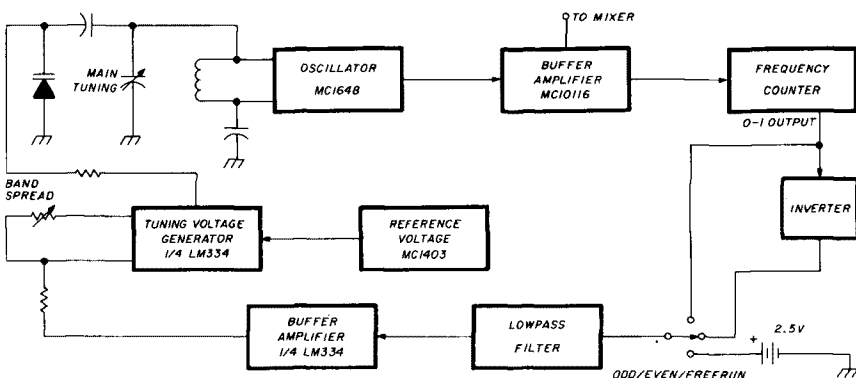 TO MIXER
MAIN
TUNING
OSCILLATOR
MC1648
BUFFER
AMPLIFIER
MC10116
FREQUENCY
COUNTER
0-1 OUTPUT
BAND
SPREAD
TUNING VOLTAGE
GENERATOR
1/4 LM334
REFERENCE
VOLTAGE
MC1403
INVERTER
BUFFER
AMPLIFIER
1/4 LM334
LOWPASS
FILTER
+
2.5V
ODD/EVEN/FREERUN